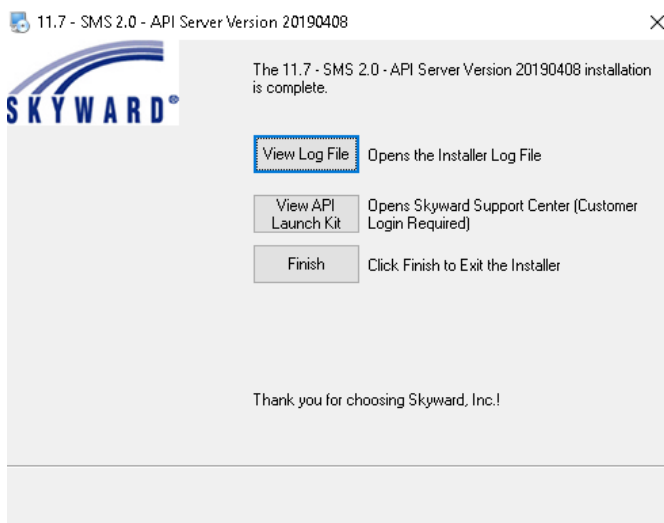 11.7 - SMS 2.0 - API Server Version 20190408
SKYWARD®
The 11.7 - SMS 2.0 - API Server Version 20190408 installation
is complete.
View Log File
Opens the Installer Log File
View API
Launch Kit
Opens Skyward Support Center (Customer
Login Required)
Finish
Click Finish to Exit the Installer
Thank you for choosing Skyward, Inc.!